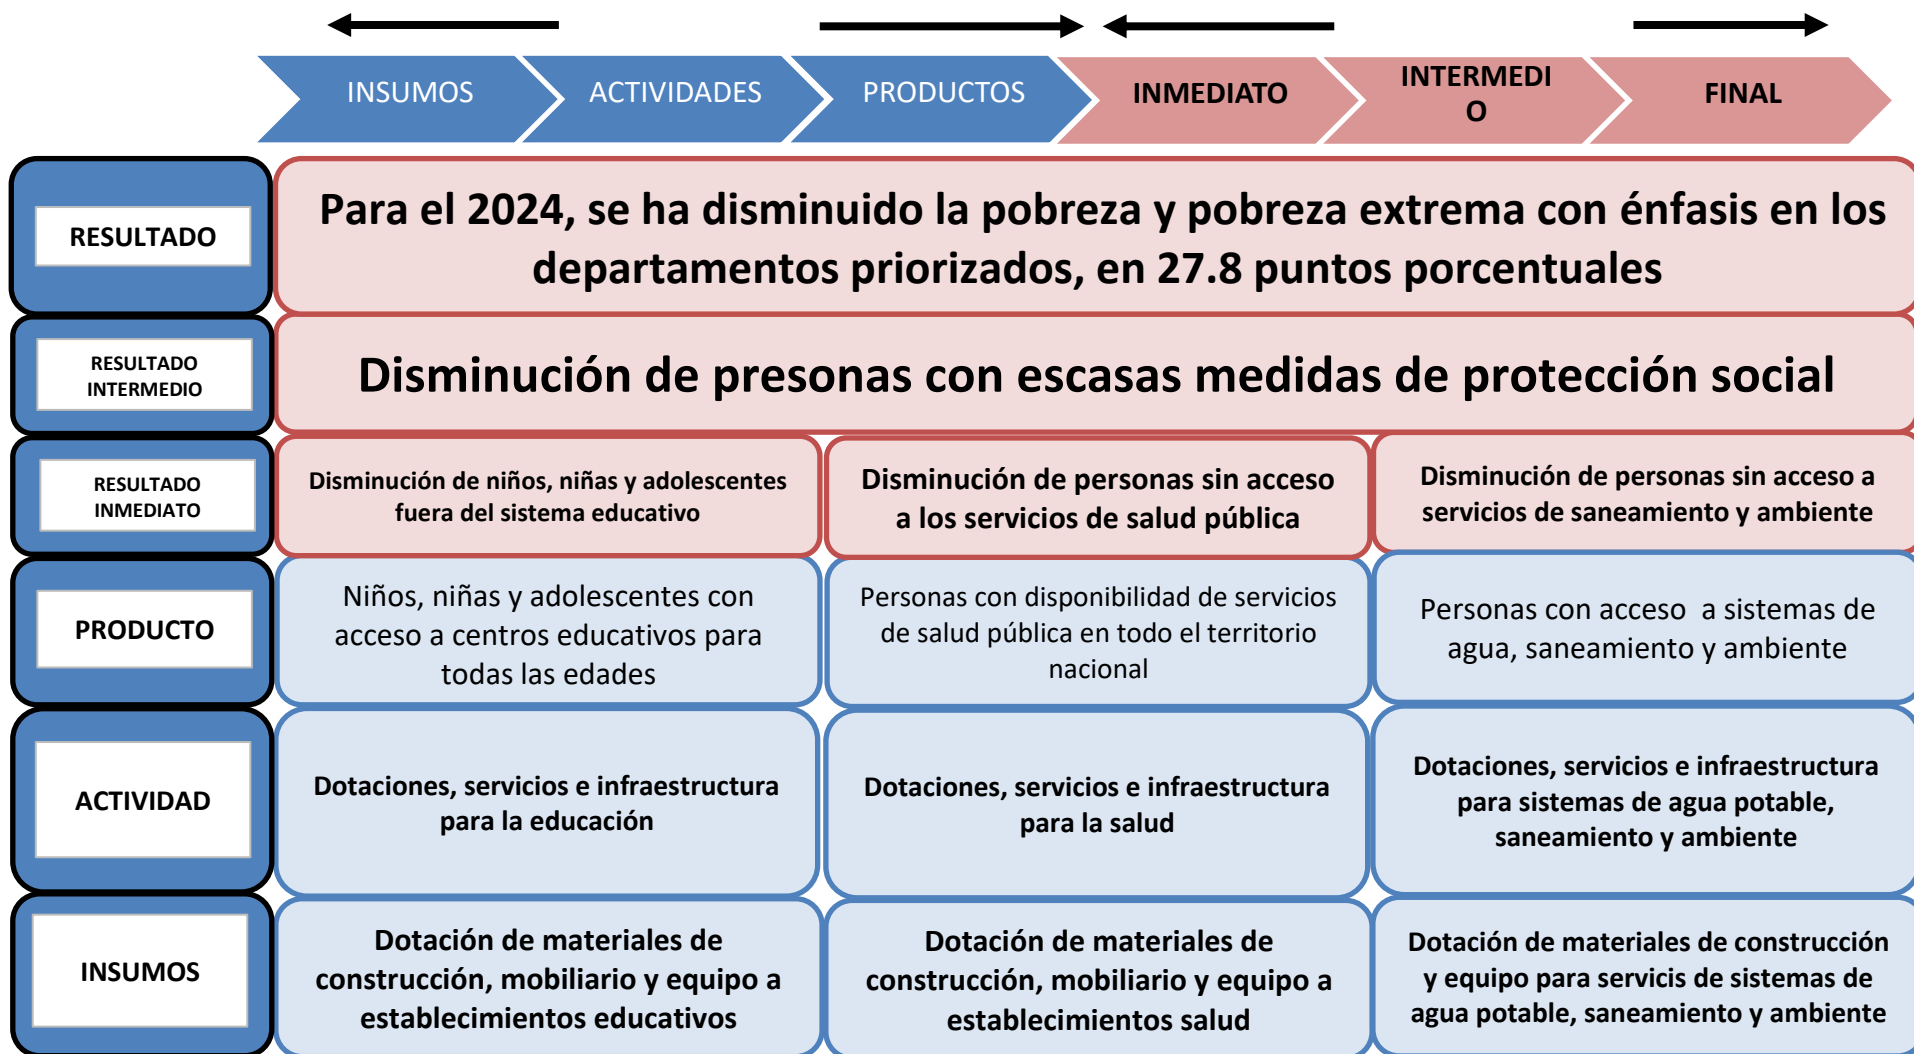 INSUMOS
ACTIVIDADES
PRODUCTOS
INMEDIATO
INTERMEDI
O
FINAL
RESULTADO
Para el 2024, se ha disminuido la pobreza y pobreza extrema con énfasis en los
departamentos priorizados, en 27.8 puntos porcentuales
RESULTADO
INTERMEDIO
Disminución de presonas con escasas medidas de protección social
RESULTADO
INMEDIATO
Disminución de niños, niñas y adolescentes
fuera del sistema educativo
Disminución de personas sin acceso
a los servicios de salud pública
Disminución de personas sin acceso a
servicios de saneamiento y ambiente
PRODUCTO
Niños, niñas y adolescentes con
acceso a centros educativos para
todas las edades
Personas con disponibilidad de servicios
de salud pública en todo el territorio
nacional
Personas con acceso a sistemas de
agua, saneamiento y ambiente
ACTIVIDAD
Dotaciones, servicios e infraestructura
para la educación
Dotaciones, servicios e infraestructura
para la salud
Dotaciones, servicios e infraestructura
para sistemas de agua potable,
saneamiento y ambiente
INSUMOS
Dotación de materiales de
construcción, mobiliario y equipo a
establecimientos educativos
Dotación de materiales de
construcción, mobiliario y equipo a
establecimientos salud
Dotación de materiales de construcción
y equipo para servicis de sistemas de
agua potable, saneamiento y ambiente